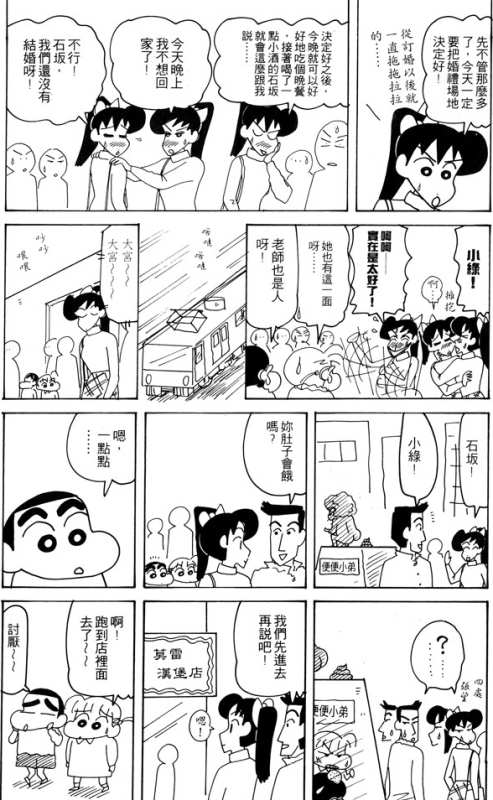 先不管那麼多
了，今天一定
要把婚禮場地
決定好！
從訂婚以後就
一直拖拖拉拉
的……
決定好之後，
今晚就可以好
好地吃個晚餐
，接著喝了一
點小酒的石坂
就會這麼跟我
說……
今天晚上
我不想回
家了！
不行！
石坂，
我們還沒有
結婚呀！
小綠！
擁抱
何…
實在是太好了！
她也有這一面
呀……
老師也是人
呀！
大宮～～
大宮～～
石坂！
小綠！
便便小弟
妳肚子會餓
嗎？
嗯，
一點點
？
……
四處
張望
便便小弟
我們先進去
再說吧！
嗯！
莫雷
漢堡店
啊！
跑到店裡面
去了～～
討厭～～